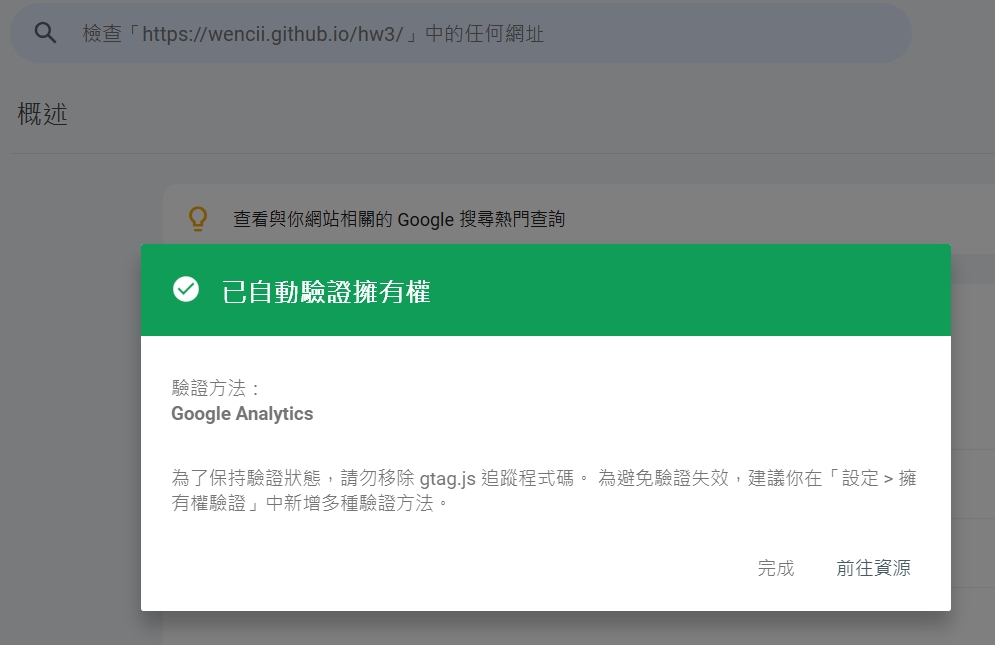 檢查「https://wencii.github.io/hw3/」中的任何網址
概述
查看與你網站相關的 Google 搜尋熱門查詢
已自動驗證擁有權
驗證方法：
Google Analytics
為了保持驗證狀態，請勿移除 gtag.js 追蹤程式碼。 為避免驗證失效，建議你在「設定 > 擁
有權驗證」中新增多種驗證方法。
完成
前往資源